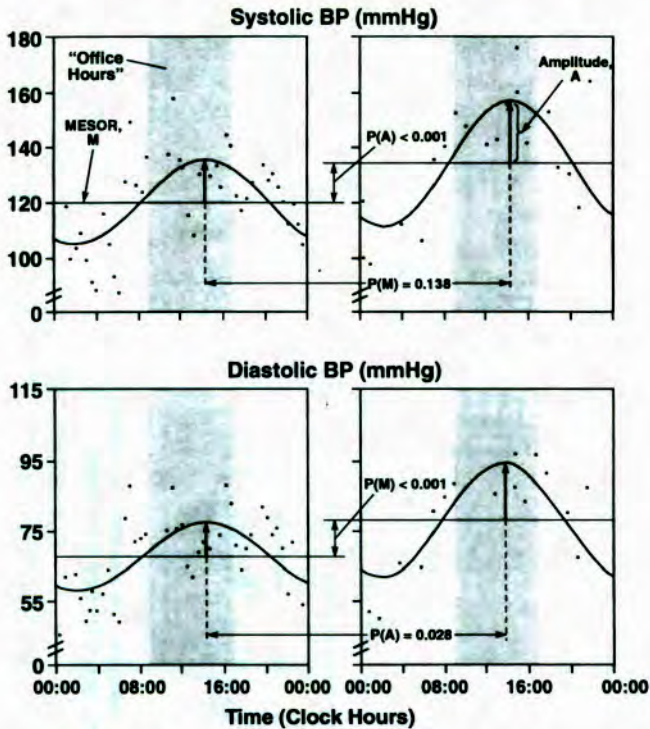 Systolic BP (mmHg)
180
160
140
120
100
0
"Office
Hours"
MESOR,
M
P(A) < 0.001
Amplitude,
A
P(M) = 0.138
Diastolic BP (mmHg)
115
95
75
55
0
P(M) < 0.001
P(A) = 0.028
00:00 08:00 16:00 00:00 00:00 08:00 16:00 00:00
Time (Clock Hours)